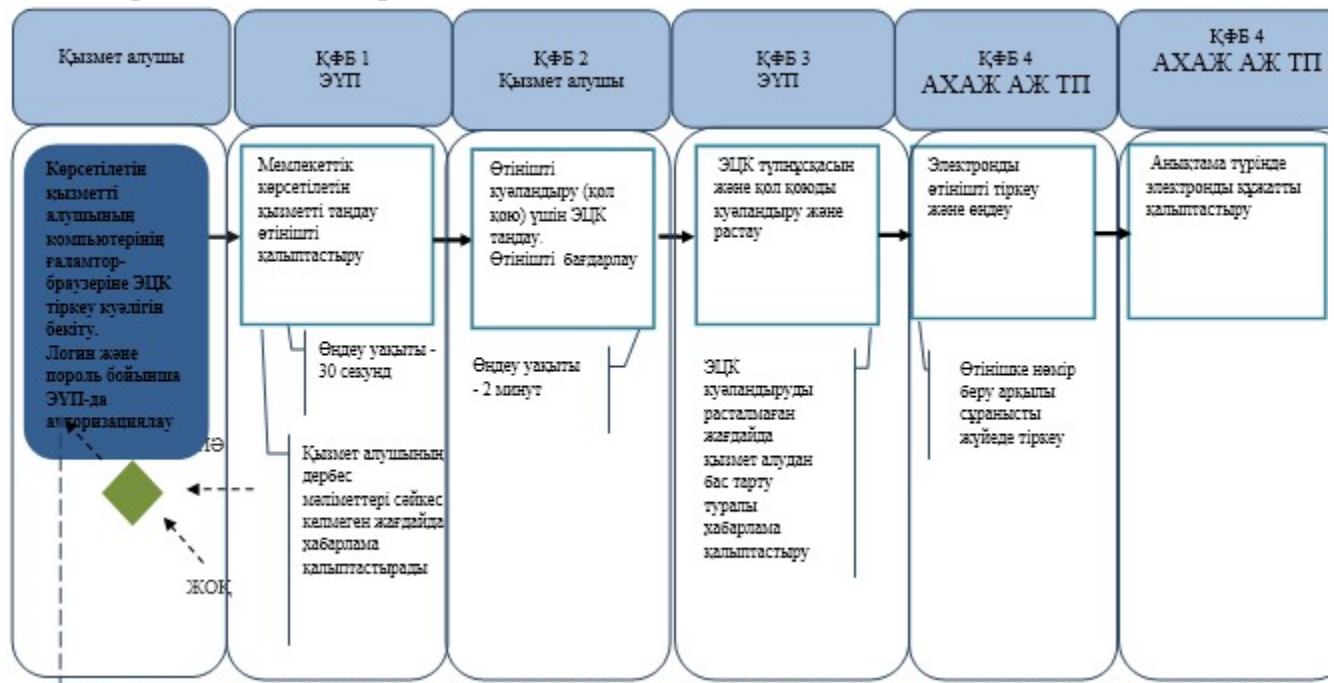 Қызмет алушы
ҚФБ 1
ЭҮП
ҚФБ 2
Қызмет алушы
ҚФБ 3
ЭҮП
ҚФБ 4
АХАЖ АЖ ТП
ҚФБ 4
АХАЖ АЖ ТП
Көрсетілетін
қызметті
алушының
компьютерінің
ғаламтор-
браузеріне ЭЦК
тіркеу куәлігін
бекіту.
Логин және
пороль бойынша
ЭҮП-да
авторизациялау
Мемлекеттік
көрсетілетін
қызметті таңдау
өтінішті
қалыптастыру
Өтінішті
куәландыру (қол
қою) үшін ЭЦК
таңдау.
Өтінішті бағдарлау
ЭЦК түпнұсқасын
және қол қоюды
куәландыру және
растау
Электронды
өтінішті тіркеу
және өңдеу
Анықтама түрінде
электронды құжатты
қалыптастыру
Өңдеу уақыты -
30 секунд
Қызмет алушының
дербес
мәліметтері сәйкес
келмеген жағдайда
хабарлама
қалыптастырады
Өңдеу уақыты
- 2 минут
ЭЦК
куәландыруды
расталмаған
жағдайда
қызмет алудан
бас тарту
туралы
хабарлама
қалыптастыру
Өтінішке нөмір
беру арқылы
сұранысты
жүйеде тіркеу
ЖОҚ